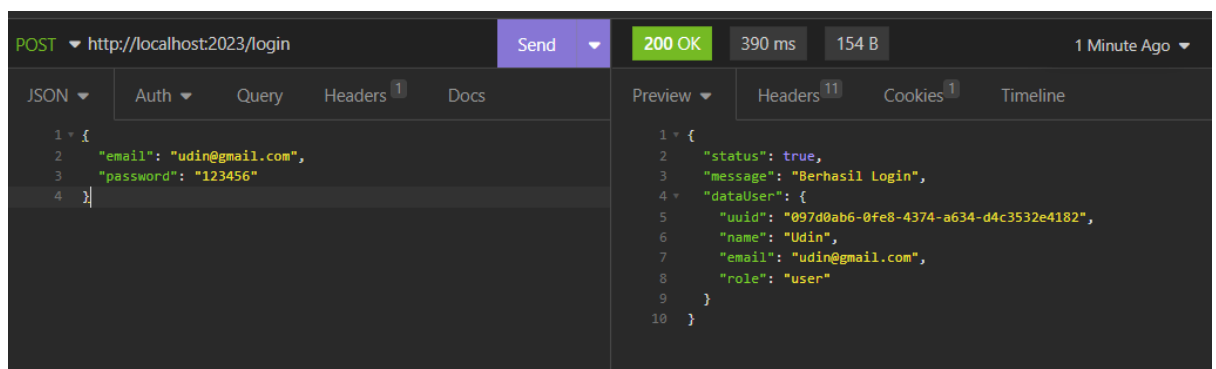 POST http://localhost:2023/login Send 200 OK 390 ms 154 B 1 Minute Ago
JSON Auth Query Headers 1 Docs
Preview Headers 11 Cookies 1 Timeline
1 {
2 "email": "udin@gmail.com",
3 "password": "123456"
4 }
1 {
2 "status": true,
3 "message": "Berhasil Login",
4 "dataUser": {
5 "uuid": "097d0ab6-0fe8-4374-a634-d4c3532e4182",
6 "name": "Udin",
7 "email": "udin@gmail.com",
8 "role": "user"
9 }
10 }